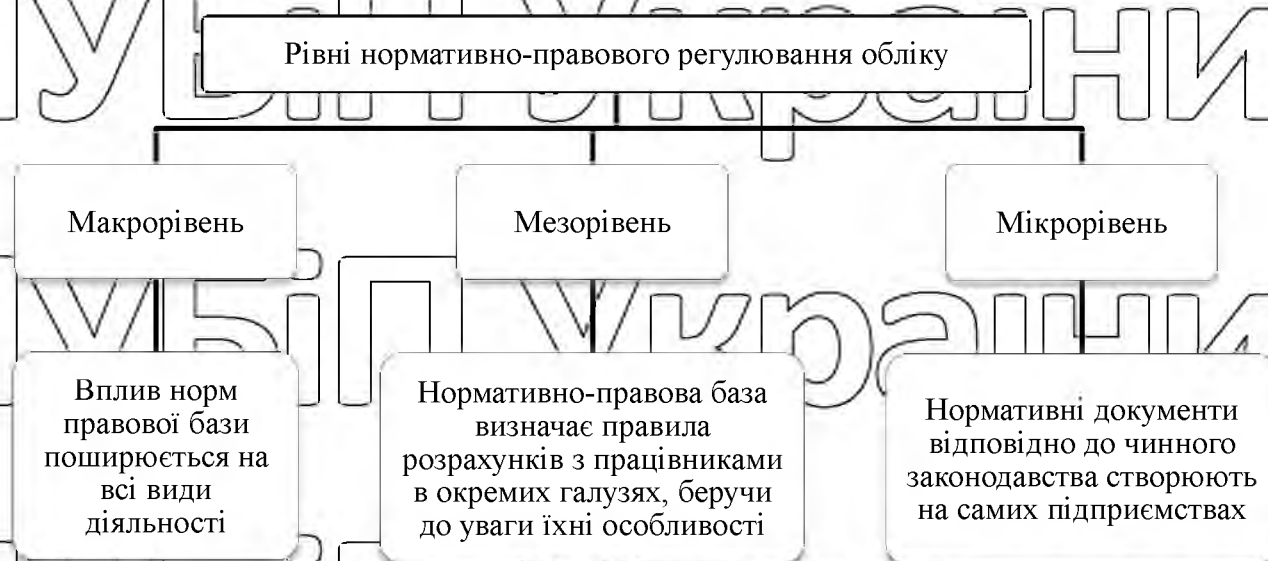 Рівні нормативно-правового регулювання обліку
Макрорівень
Мезорівень
Мікрорівень
Вплив норм
правової бази
поширюється на
всі види
діяльності
Нормативно-правова база
визначає правила
розрахунків з працівниками
в окремих галузях, беручи
до уваги їхні особливості
Нормативні документи
відповідно до чинного
законодавства створюють
на самих підприємствах